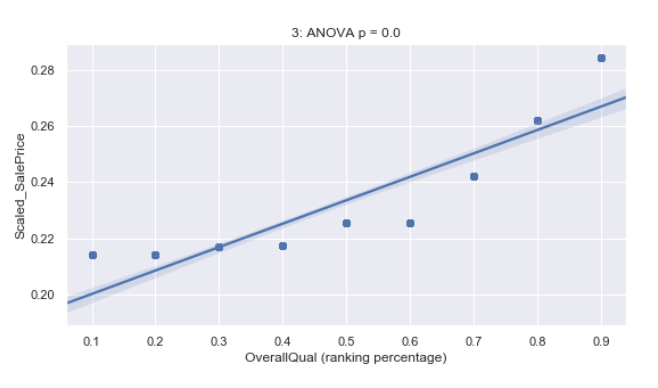 3: ANOVA p = 0.0
0.28
0.26
0.24
0.22
0.20
Scaled_SalePrice
0.1 0.2 0.3 0.4 0.5 0.6 0.7 0.8 0.9
OverallQual (ranking percentage)